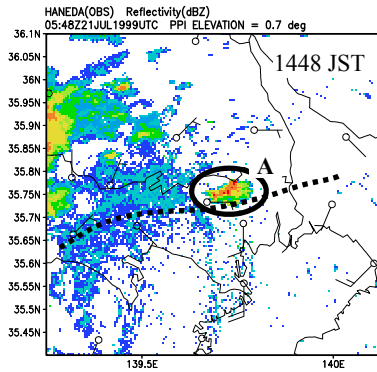 HANEDA(OBS) Reflectivity(dBZ)
05:48Z21JUL1999UTC PPI ELEVATION = 0.7 deg
36.1N
1448 JST
36N
35.95N
35.9N
35.85N
35.8N
A
35.75N
35.7N
35.65N
35.6N
35.55N
35.5N
35.45N
139.5E
140E